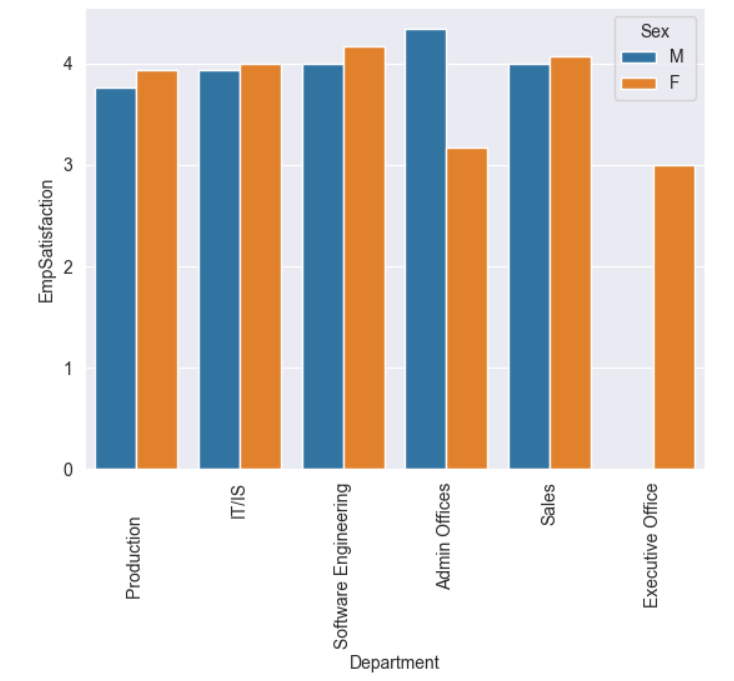 Sex
M
F
4
3
2
1
0
EmpSatisfaction
Production
IT/IS
Software Engineering
Admin Offices
Sales
Executive Office
Department